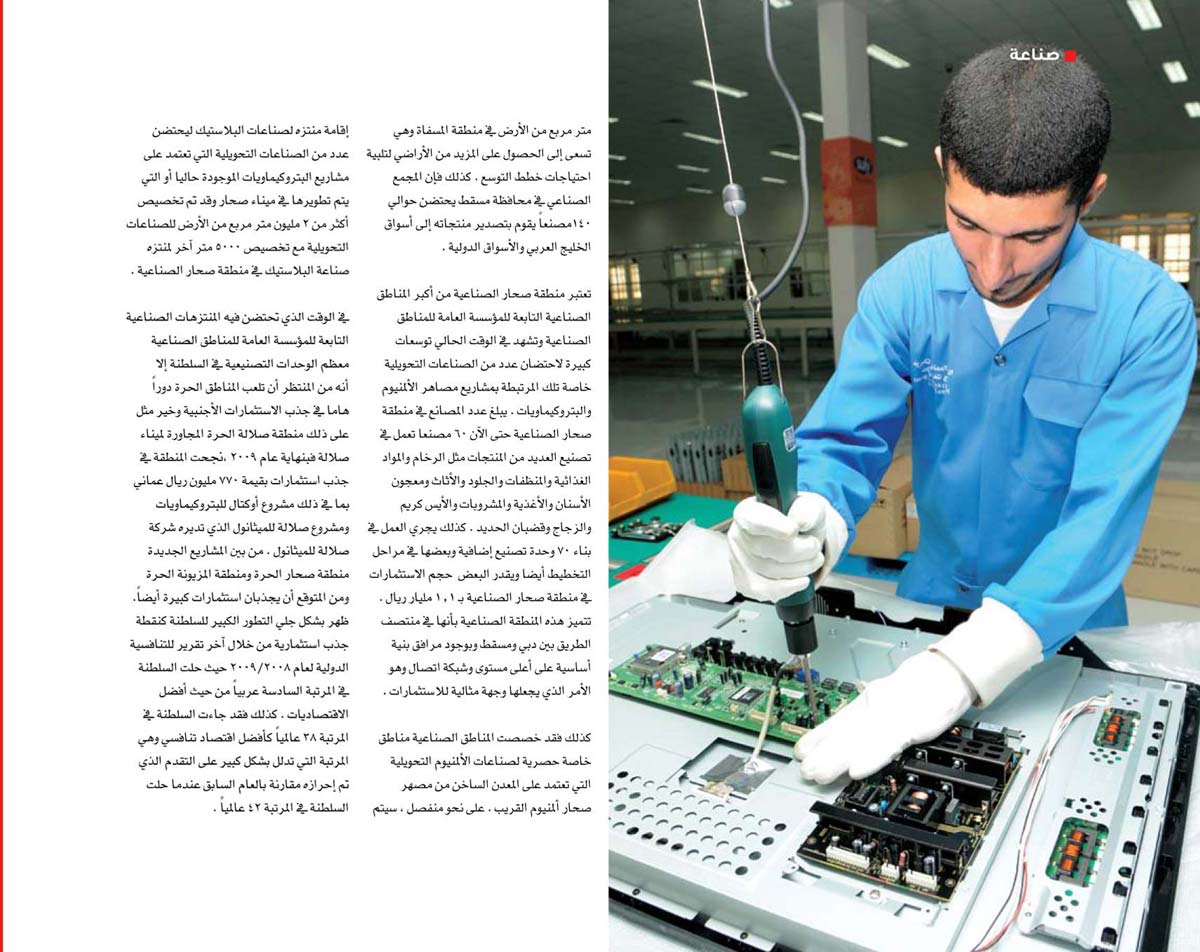 صناعة
متر مربع من الأرض في منطقة المسفاة وهي
تسعى إلى الحصول على المزيد من الأراضي لتلبية
احتياجات خطط التوسع . كذلك فإن المجمع
الصناعي في محافظة مسقط يحتضن حوالي
١٤٠مصنعاً يقوم بتصدير منتجاته إلى أسواق
الخليج العربي والأسواق الدولية .
تعتبر منطقة صحار الصناعية من أكبر المناطق
الصناعية التابعة للمؤسسة العامة للمناطق
الصناعية وتشهد في الوقت الحالي توسعات
كبيرة لاحتضان عدد من الصناعات التحويلية
خاصة تلك المرتبطة بمشاريع مصاهر الألمنيوم
والبتروكيماويات . يبلغ عدد المصانع في منطقة
صحار الصناعية حتى الآن ٦٠ مصنعا تعمل في
تصنيع العديد من المنتجات مثل الرخام والمواد
الغذائية والمنظفات والجلود والأثاث ومعجون
الأسنان والأغذية والمشروبات والأيس كريم
والزجاج وقضبان الحديد . كذلك يجري العمل في
بناء ٧٠ وحدة تصنيع إضافية وبعضها في مراحل
التخطيط أيضا ويقدر البعض حجم الاستثمارات
في منطقة صحار الصناعية بـ ١,١ مليار ريال .
تتميز هذه المنطقة الصناعية بأنها في منتصف
الطريق بين دبي ومسقط وبوجود مرافق بنية
أساسية على أعلى مستوى وشبكة اتصال وهو
الأمر الذي يجعلها وجهة مثالية للاستثمارات .
كذلك فقد خصصت المناطق الصناعية مناطق
خاصة حصرية لصناعات الألمنيوم التحويلية
التي تعتمد على المعدن الساخن من مصهر
صحار ألمنيوم القريب . على نحو منفصل ، سيتم
إقامة منتزه لصناعات البلاستيك ليحتضن
عدد من الصناعات التحويلية التي تعتمد على
مشاريع البتروكيماويات الموجودة حاليا أو التي
يتم تطويرها في ميناء صحار وقد تم تخصيص
أكثر من ٢ مليون متر مربع من الأرض للصناعات
التحويلية مع تخصيص ٥٠٠٠ متر آخر لمنتزه
صناعة البلاستيك في منطقة صحار الصناعية .
في الوقت الذي تحتضن فيه المنتزهات الصناعية
التابعة للمؤسسة العامة للمناطق الصناعية
معظم الوحدات التصنيعية في السلطنة إلا
أنه من المنتظر أن تلعب المناطق الحرة دوراً
هاما في جذب الاستثمارات الأجنبية وخير مثل
على ذلك منطقة صلالة الحرة المجاورة لميناء
صلالة فبنهاية عام ٢٠٠٩ ،نجحت المنطقة في
جذب استثمارات بقيمة ٧٧٠ مليون ريال عماني
بما في ذلك مشروع أوكتال للبتروكيماويات
ومشروع صلالة للميثانول الذي تديره شركة
صلالة للميثانول . من بين المشاريع الجديدة
منطقة صحار الحرة ومنطقة المزيونة الحرة
ومن المتوقع أن يجذبان استثمارات كبيرة أيضاً.
ظهر بشكل جلي التطور الكبير للسلطنة كنقطة
جذب استثمارية من خلال آخر تقرير للتنافسية
الدولية لعام ٢٠٠٩/٢٠٠٨ حيث حلت السلطنة
في المرتبة السادسة عربياً من حيث أفضل
الاقتصاديات . كذلك فقد جاءت السلطنة في
المرتبة ٣٨ عالمياً كأفضل اقتصاد تنافسي وهي
المرتبة التي تدلل بشكل كبير على التقدم الذي
تم إحرازه مقارنة بالعام السابق عندما حلت
السلطنة في المرتبة ٤٢ عالمياً .